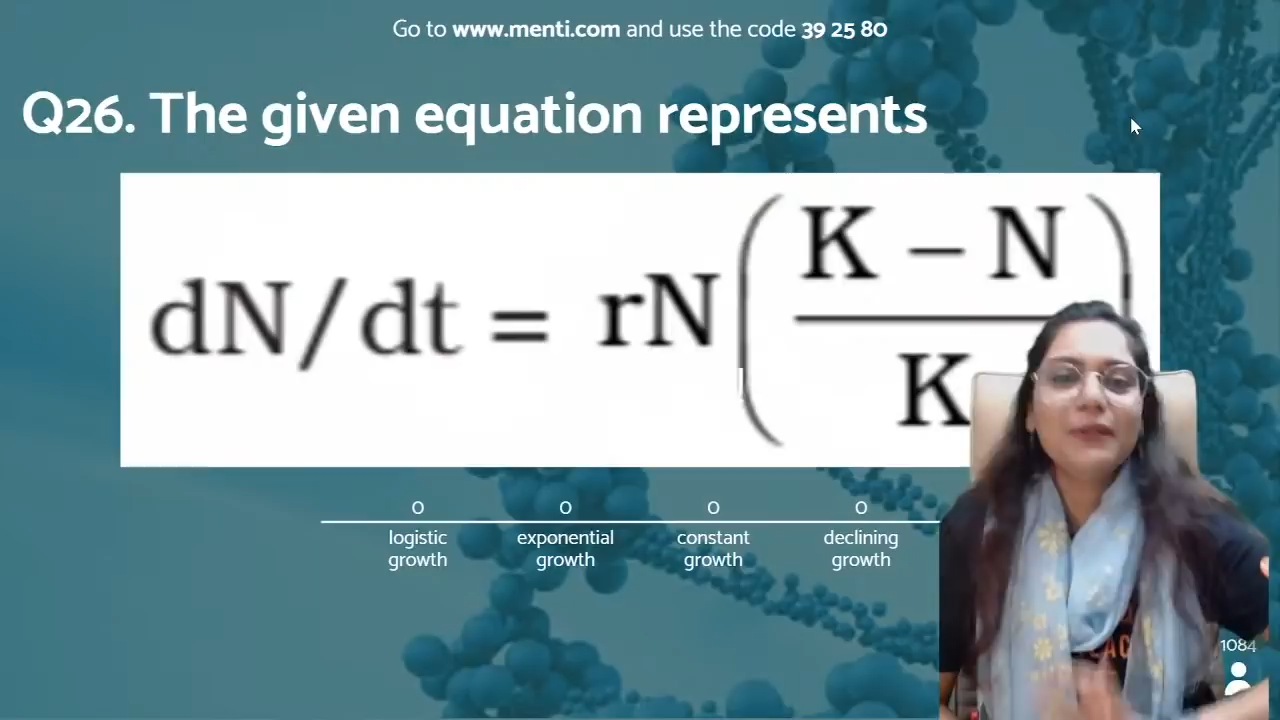 Go to www.menti.com and use the code 39 25 80
Q26. The given equation represents
dN/dt = rN(K – N / K)
0 0 0 0
logistic growth
exponential growth
constant growth
declining growth
1084